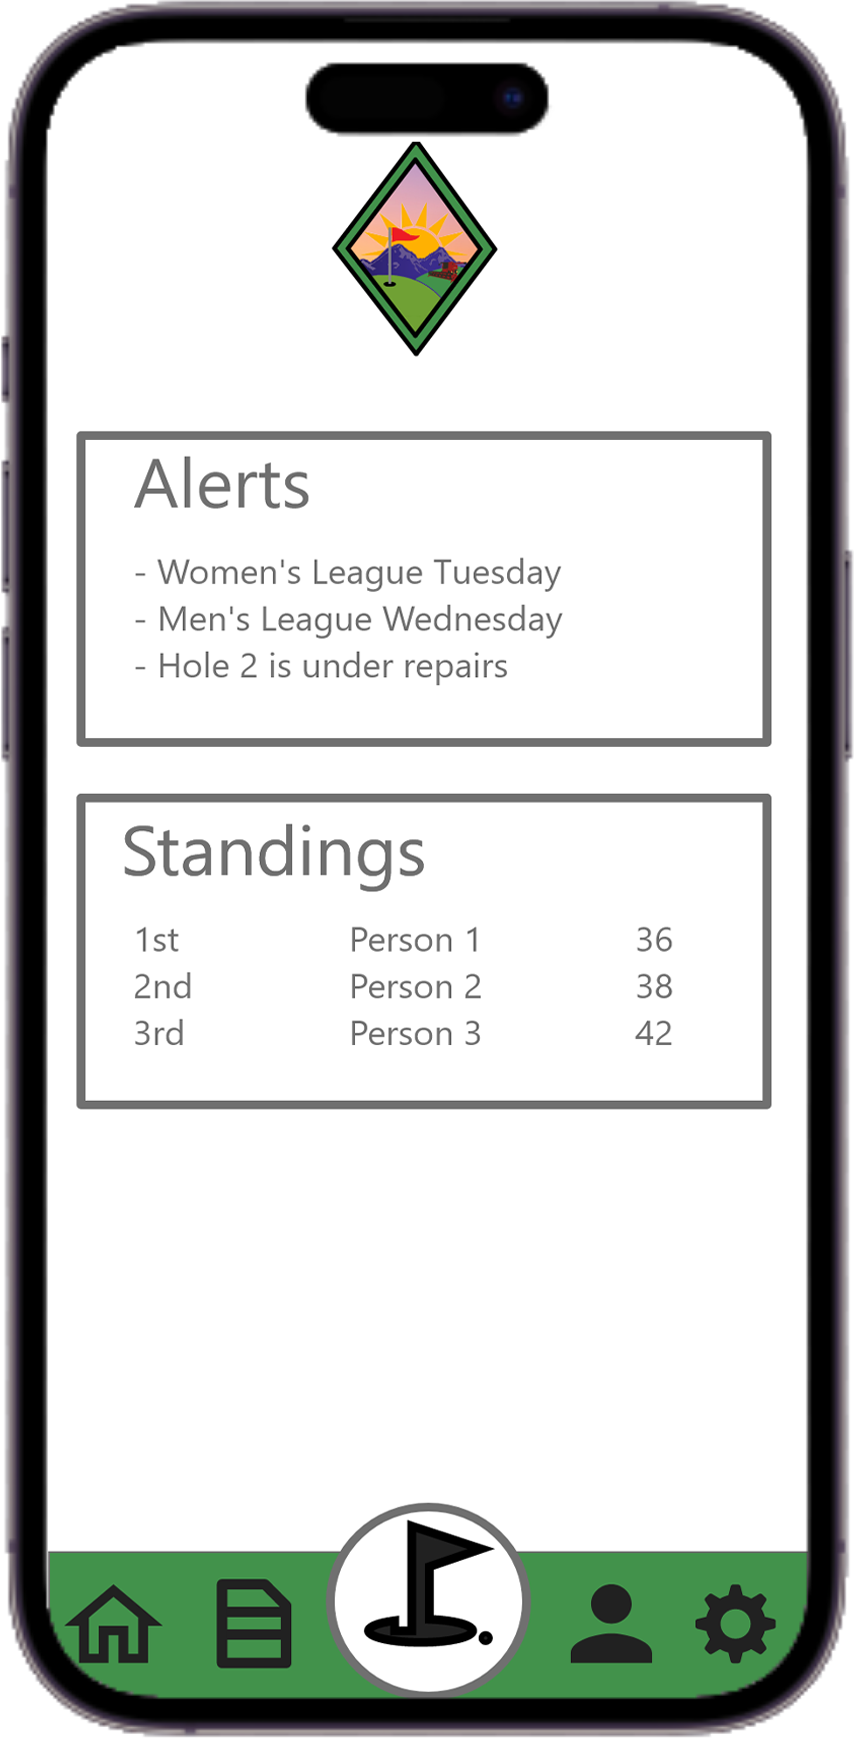 Alerts
- Women's League Tuesday
- Men's League Wednesday
- Hole 2 is under repairs
Standings
1st Person 1 36
2nd Person 2 38
3rd Person 3 42